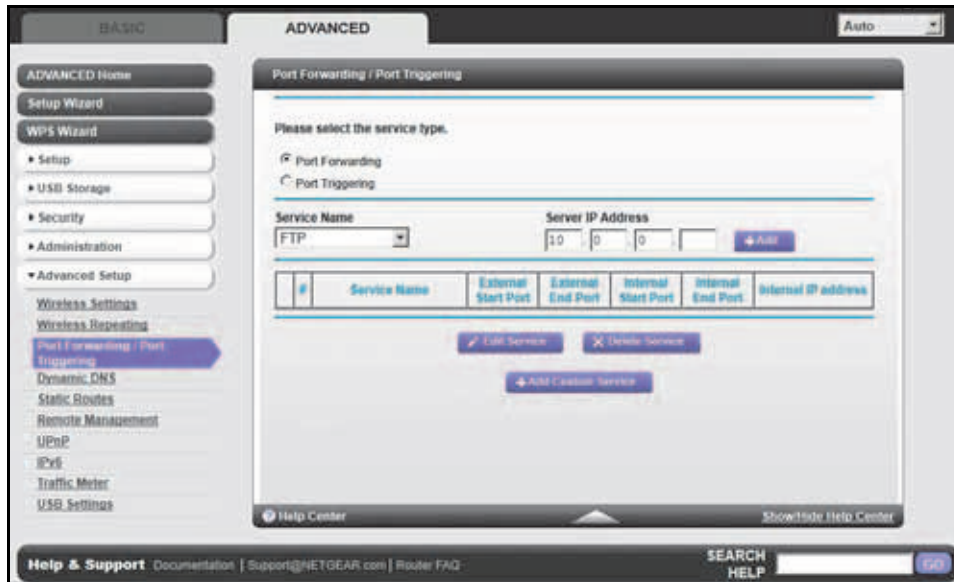 BASIC
ADVANCED
Auto
ADVANCED Home
Setup Wizard
WPS Wizard
Setup
USB Storage
Security
Administration
Advanced Setup
Wireless Settings
Wireless Repeating
Port Forwarding / Port
Triggering
Dynamic DNS
Static Routes
Remote Management
UPnP
IPv6
Traffic Meter
USB Settings
Port Forwarding / Port Triggering
Please select the service type.
Port Forwarding
Port Triggering
Service Name
FTP
Server IP Address
10 . 0 . 0 .
+Add
# Service Name External Start Port External End Port Internal Start Port Internal End Port Internal IP address
Edit Service
X Delete Service
+Add Custom Service
? Help Center
Show/Hide Help Center
Help & Support Documentation | Support@NETGEAR.com | Router FAQ
SEARCH
HELP
GO